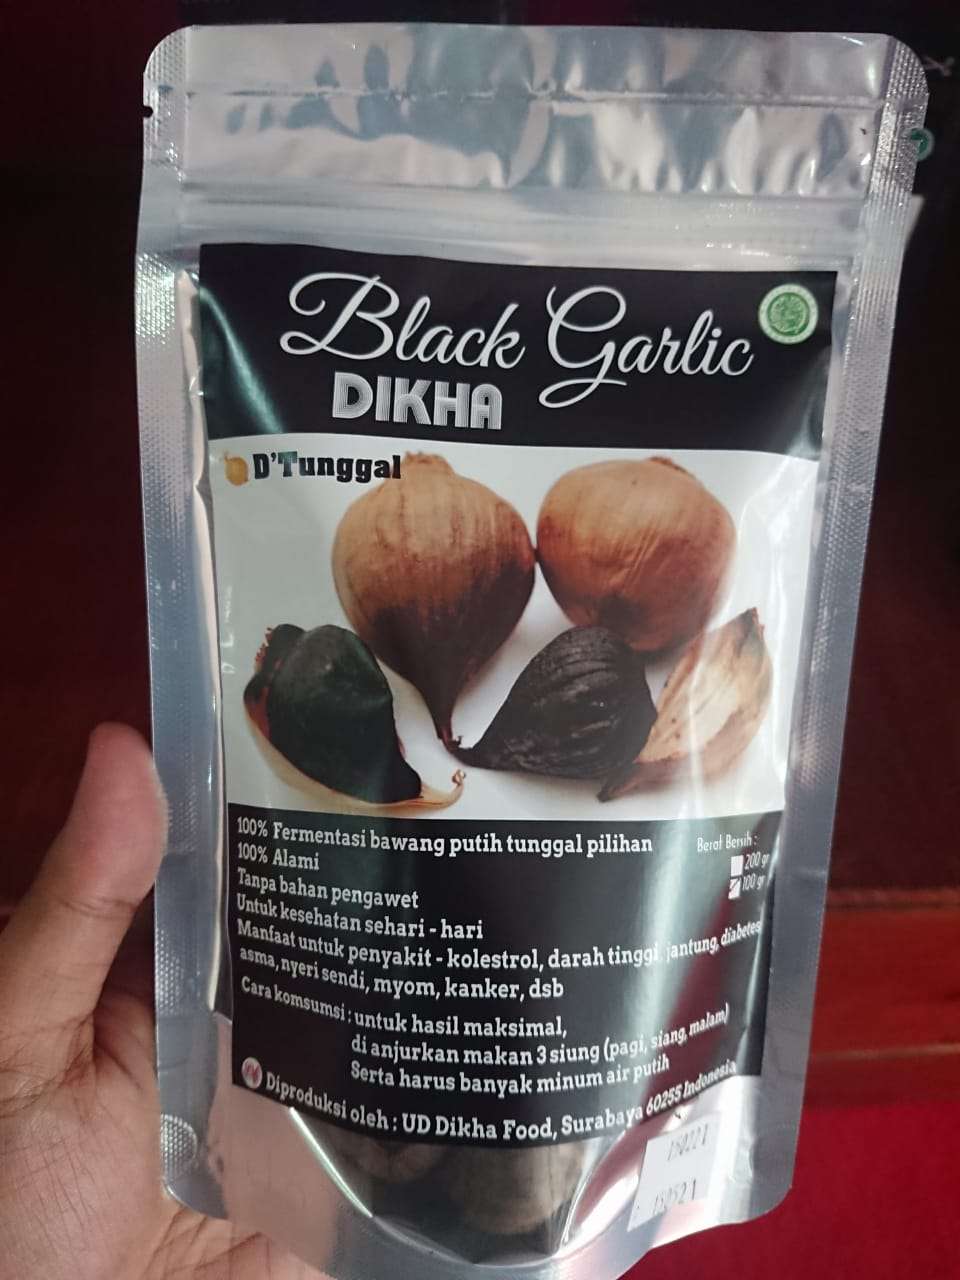 Black Garlic
DIKHA
D'Tunggal
100% Fermentasi bawang putih tunggal pilihan
100% Alami
Tanpa bahan pengawet
Untuk kesehatan sehari - hari
Manfaat untuk penyakit - kolestrol, darah tinggi, jantung, diabetes
asma, nyeri sendi, myom, kanker, dsb
Berat Bersih :
200 gr
100 gr
Cara komsumsi : untuk hasil maksimal,
di anjurkan makan 3 siung (pagi, siang, malam)
Serta harus banyak minum air putih
Diproduksi oleh : UD Dikha Food, Surabaya 60255 Indonesia
150221
150521